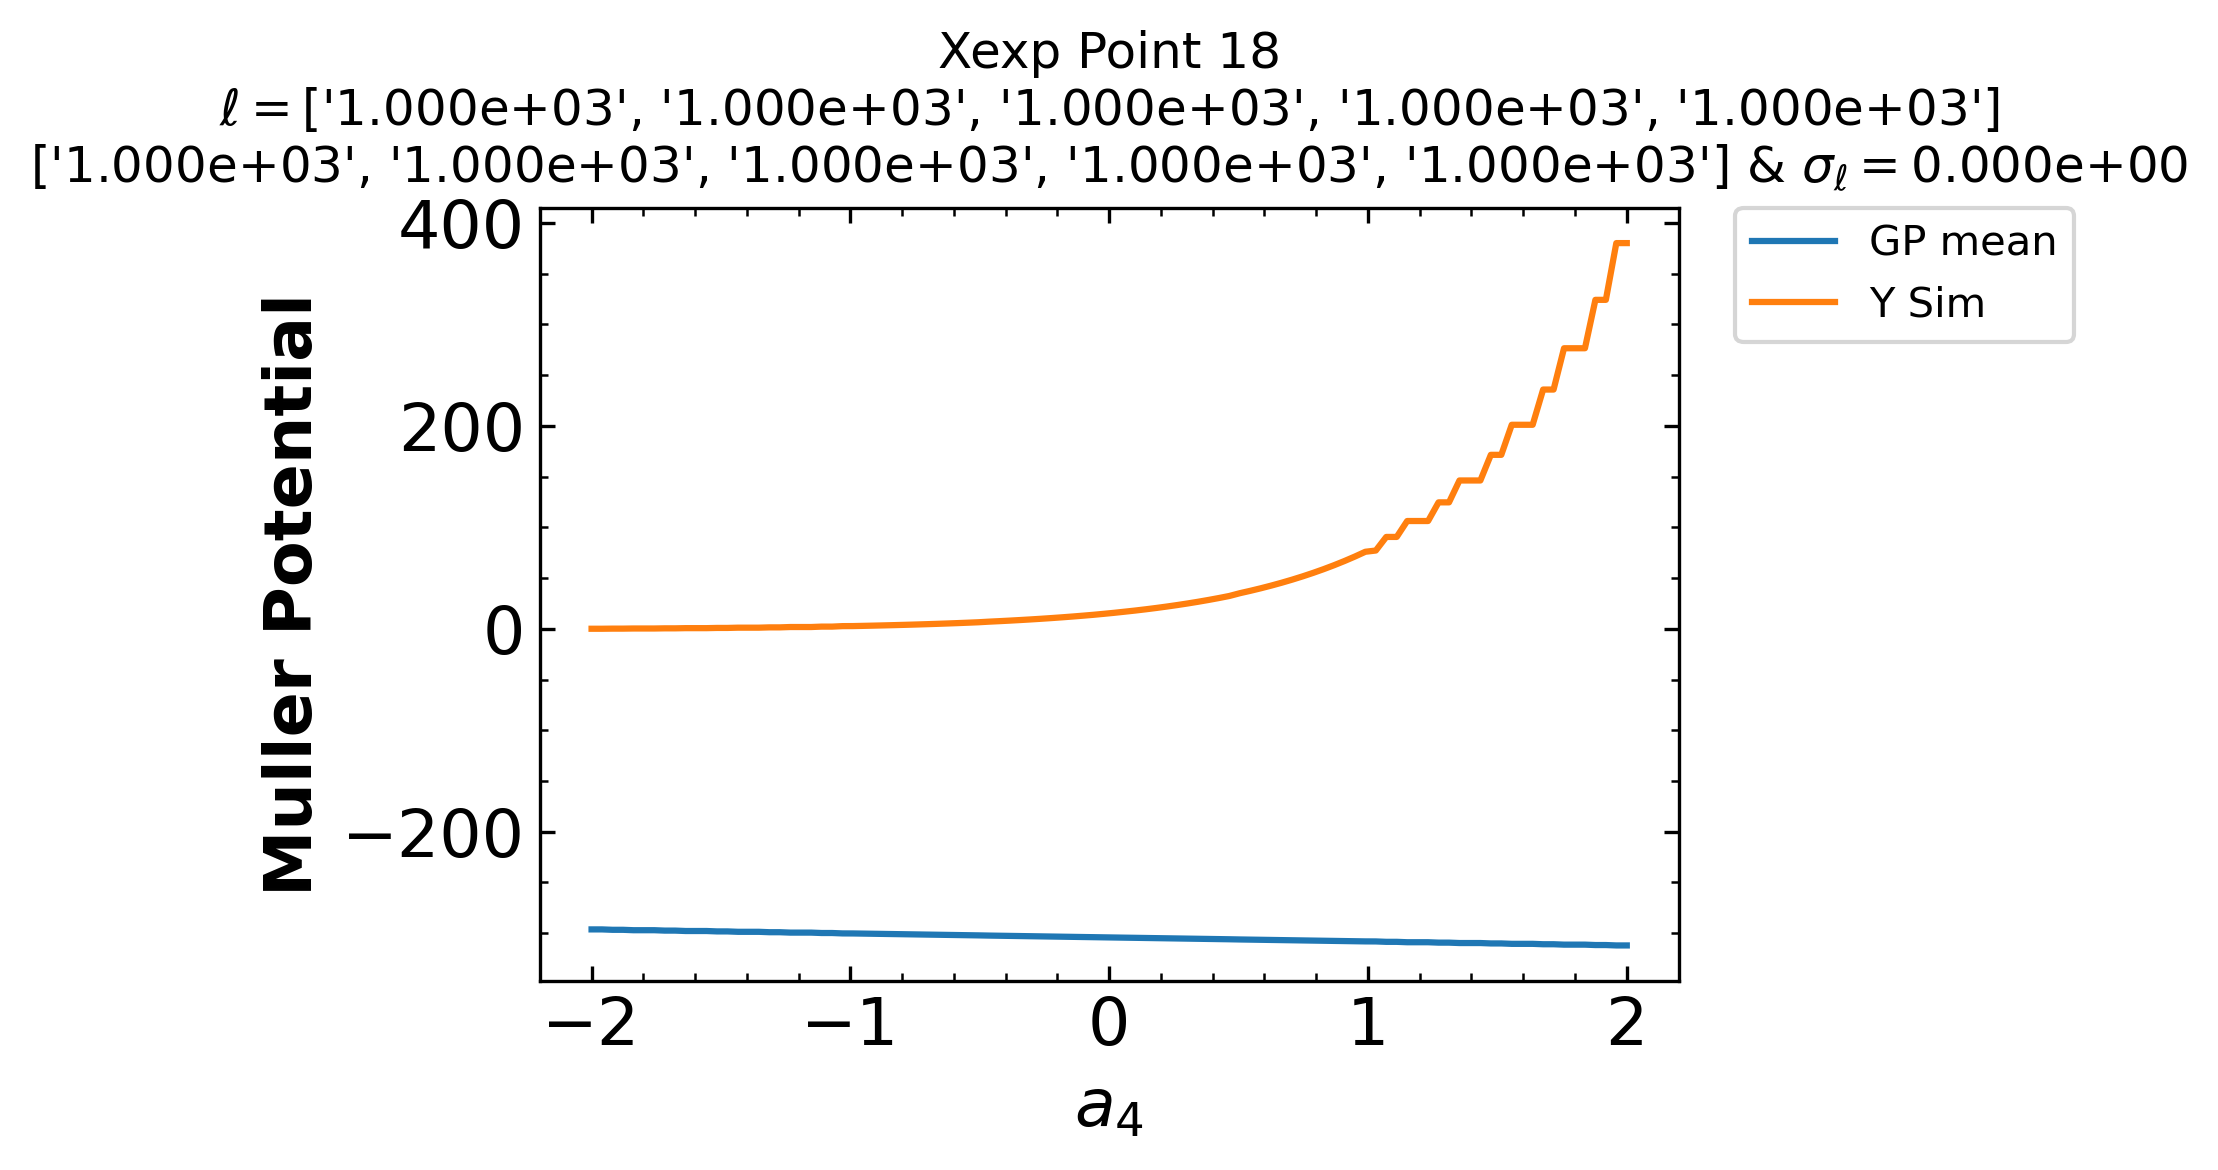 Xexp Point 18
ℓ = ['1.000e+03', '1.000e+03', '1.000e+03', '1.000e+03', '1.000e+03']
['1.000e+03', '1.000e+03', '1.000e+03', '1.000e+03', '1.000e+03'] & σ_ℓ = 0.000e+00
GP mean
Y Sim
Muller Potential
400
200
0
−200
−2 −1 0 1 2
a₄